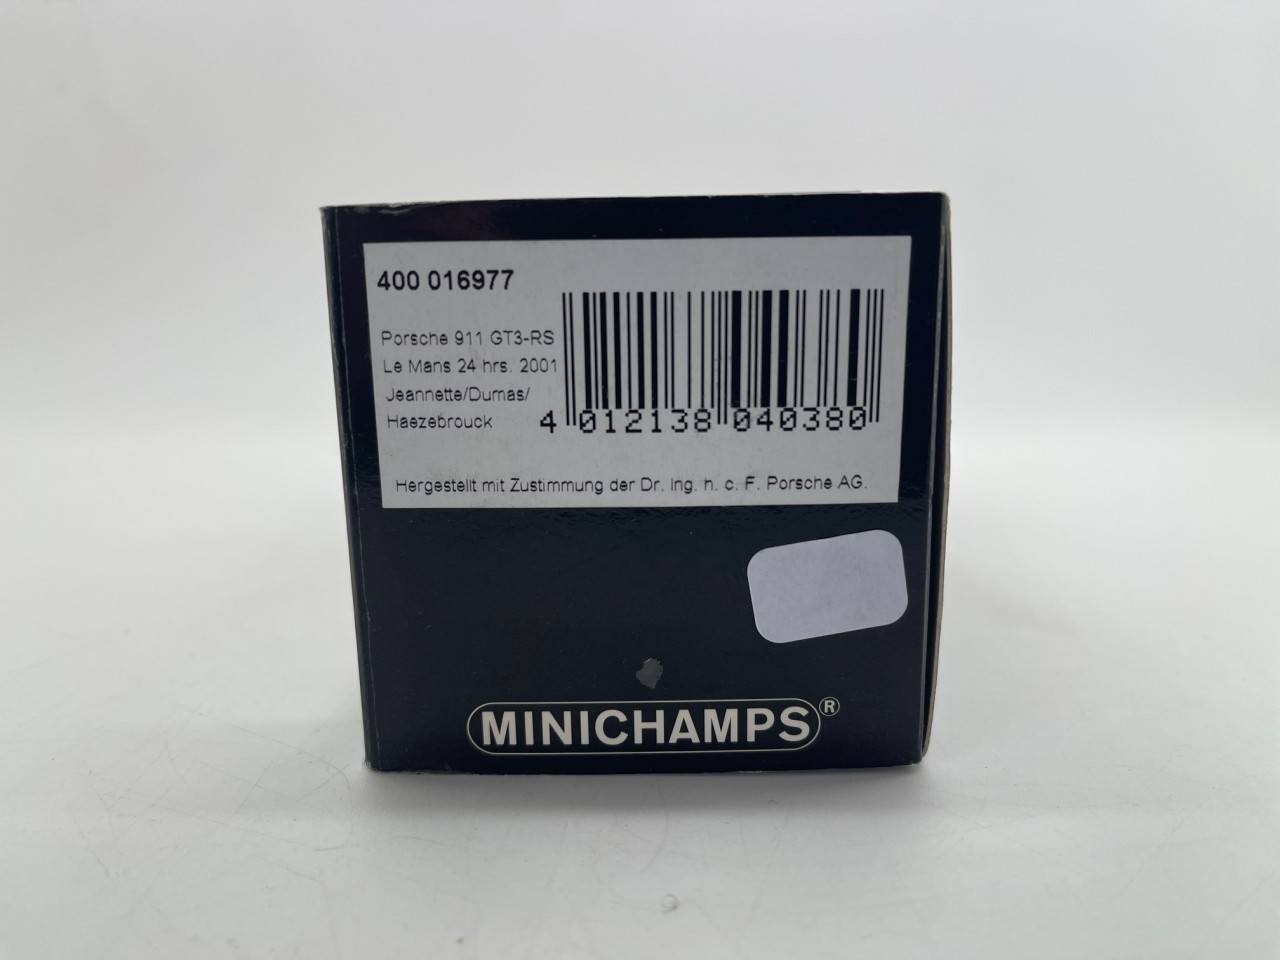 400 016977
Porsche 911 GT3-RS
Le Mans 24 hrs. 2001
Jeannette/Dumas/
Haezebrouck
4 012138 040380
Hergestellt mit Zustimmung der Dr. Ing. h. c. F. Porsche AG.
MINICHAMPS®